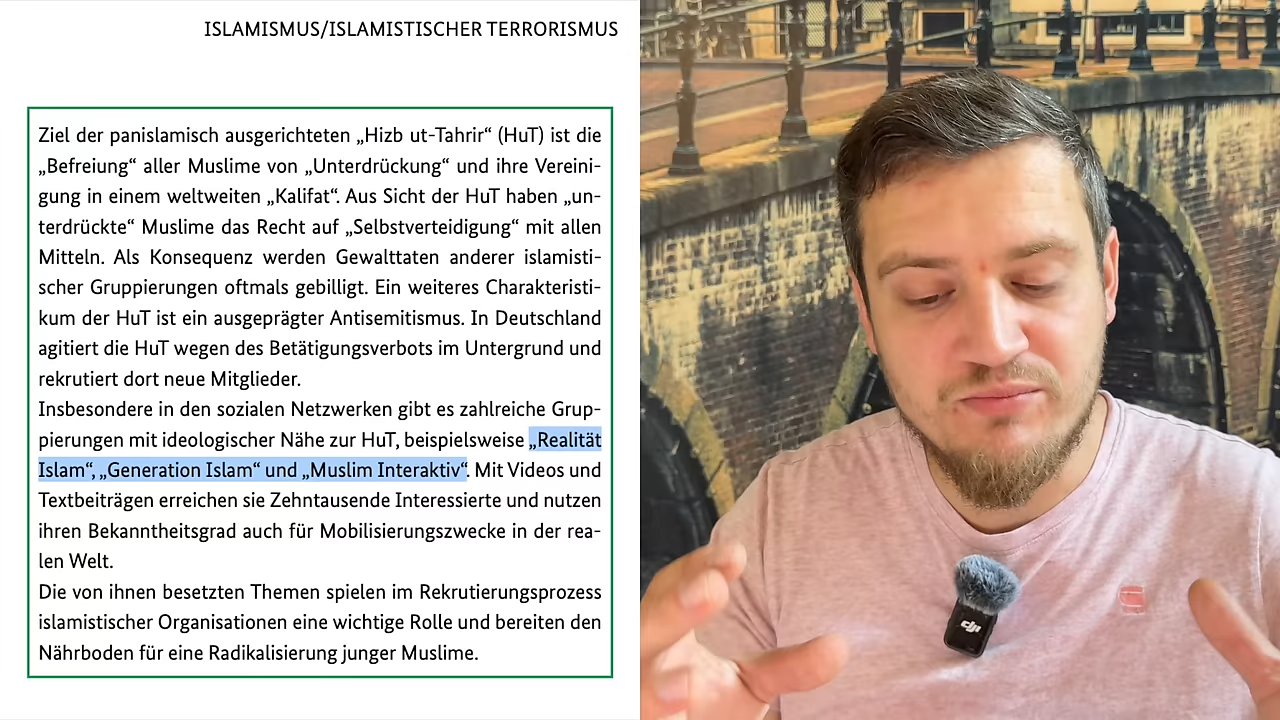 ISLAMISMUS/ISLAMISTISCHER TERRORISMUS
Ziel der panislamisch ausgerichteten „Hizb ut-Tahrir“ (HuT) ist die
„Befreiung“ aller Muslime von „Unterdrückung“ und ihre Vereini-
gung in einem weltweiten „Kalifat“. Aus Sicht der HuT haben „un-
terdrückte“ Muslime das Recht auf „Selbstverteidigung“ mit allen
Mitteln. Als Konsequenz werden Gewalttaten anderer islamisti-
scher Gruppierungen oftmals gebilligt. Ein weiteres Charakteristi-
kum der HuT ist ein ausgeprägter Antisemitismus. In Deutschland
agitiert die HuT wegen des Betätigungsverbots im Untergrund und
rekrutiert dort neue Mitglieder.
Insbesondere in den sozialen Netzwerken gibt es zahlreiche Grup-
pierungen mit ideologischer Nähe zur HuT, beispielsweise „Realität
Islam“, „Generation Islam“ und „Muslim Interaktiv“. Mit Videos und
Textbeiträgen erreichen sie Zehntausende Interessierte und nutzen
ihren Bekanntheitsgrad auch für Mobilisierungszwecke in der rea-
len Welt.
Die von ihnen besetzten Themen spielen im Rekrutierungsprozess
islamistischer Organisationen eine wichtige Rolle und bereiten den
Nährboden für eine Radikalisierung junger Muslime.
dji